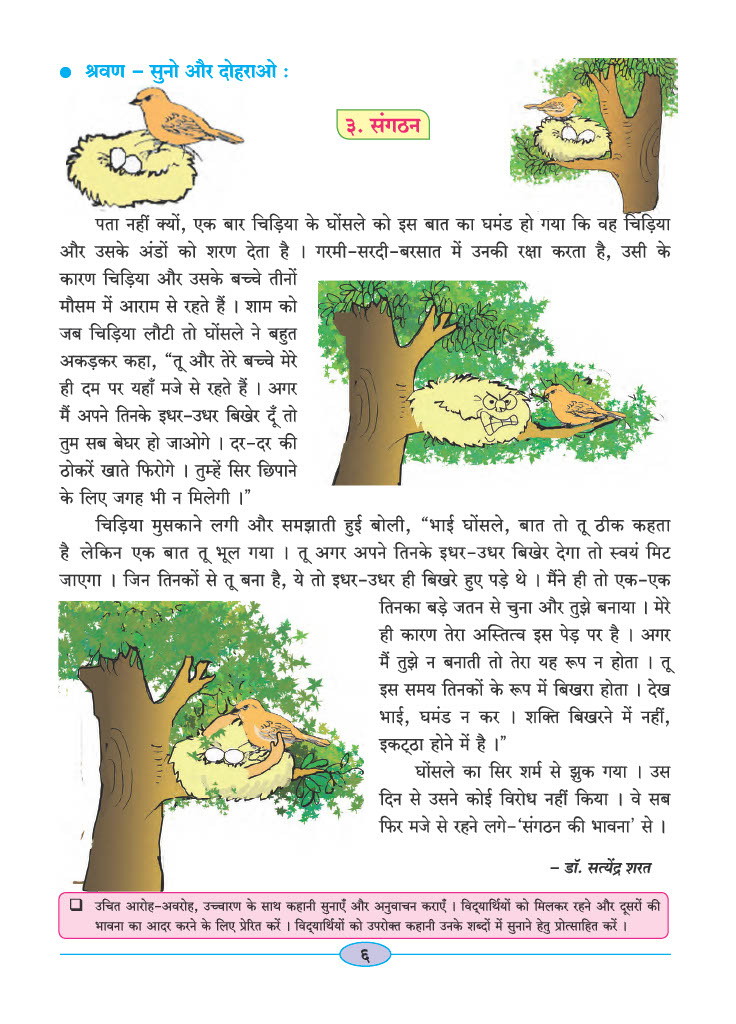 ● श्रवण – सुनो और दोहराओ :
३. संगठन
पता नहीं क्यों, एक बार चिड़िया के घोंसले को इस बात का घमंड हो गया कि वह चिड़िया
और उसके अंडों को शरण देता है । गरमी-सरदी-बरसात में उनकी रक्षा करता है, उसी के
कारण चिड़िया और उसके बच्चे तीनों
मौसम में आराम से रहते हैं । शाम को
जब चिड़िया लौटी तो घोंसले ने बहुत
अकड़कर कहा, “तू और तेरे बच्चे मेरे
ही दम पर यहाँ मजे से रहते हैं । अगर
मैं अपने तिनके इधर-उधर बिखेर दूँ तो
तुम सब बेघर हो जाओगे । दर-दर की
ठोकरें खाते फिरोगे । तुम्हें सिर छिपाने
के लिए जगह भी न मिलेगी ।”
चिड़िया मुसकाने लगी और समझाती हुई बोली, “भाई घोंसले, बात तो तू ठीक कहता
है लेकिन एक बात तू भूल गया । तू अगर अपने तिनके इधर-उधर बिखेर देगा तो स्वयं मिट
जाएगा । जिन तिनकों से तू बना है, ये तो इधर-उधर ही बिखरे हुए पड़े थे । मैंने ही तो एक-एक
तिनका बड़े जतन से चुना और तुझे बनाया । मेरे
ही कारण तेरा अस्तित्व इस पेड़ पर है । अगर
मैं तुझे न बनाती तो तेरा यह रूप न होता । तू
इस समय तिनकों के रूप में बिखरा होता । देख
भाई, घमंड न कर । शक्ति बिखरने में नहीं,
इकट्ठा होने में है ।”
घोंसले का सिर शर्म से झुक गया । उस
दिन से उसने कोई विरोध नहीं किया । वे सब
फिर मजे से रहने लगे-‘संगठन की भावना’ से ।
– डॉ. सत्येंद्र शरत
❑ उचित आरोह-अवरोह, उच्चारण के साथ कहानी सुनाएँ और अनुवाचन कराएँ । विद्यार्थियों को मिलकर रहने और दूसरों की
भावना का आदर करने के लिए प्रेरित करें । विद्यार्थियों को उपरोक्त कहानी उनके शब्दों में सुनाने हेतु प्रोत्साहित करें ।
६